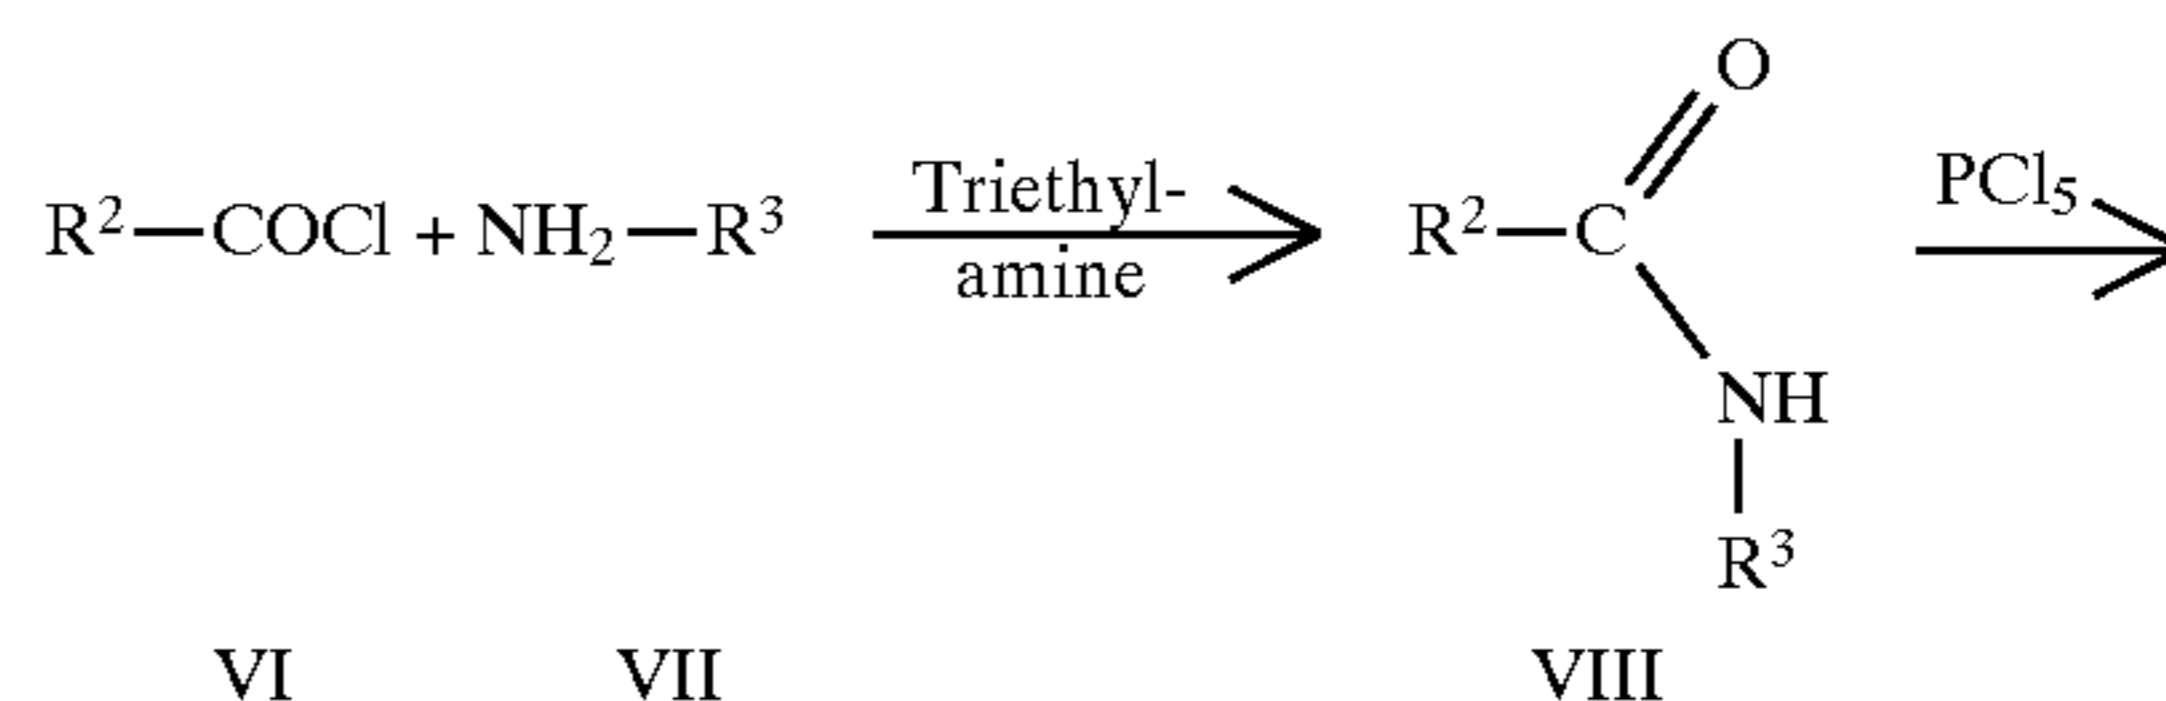 O
R²—COCl + NH₂—R³ Triethyl- R²—C PCl₅
amine
NH
R³
VI VII VIII